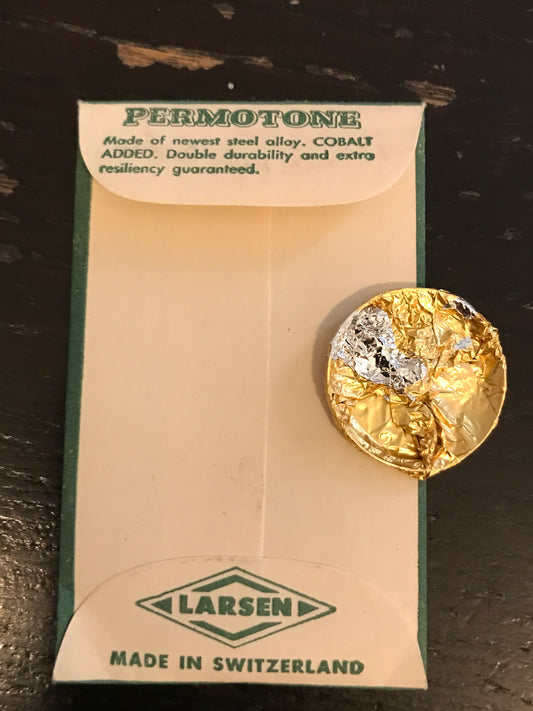 PERMOTONE
Made of newest steel alloy. COBALT
ADDED. Double durability and extra
resiliency guaranteed.
LARSEN
MADE IN SWITZERLAND